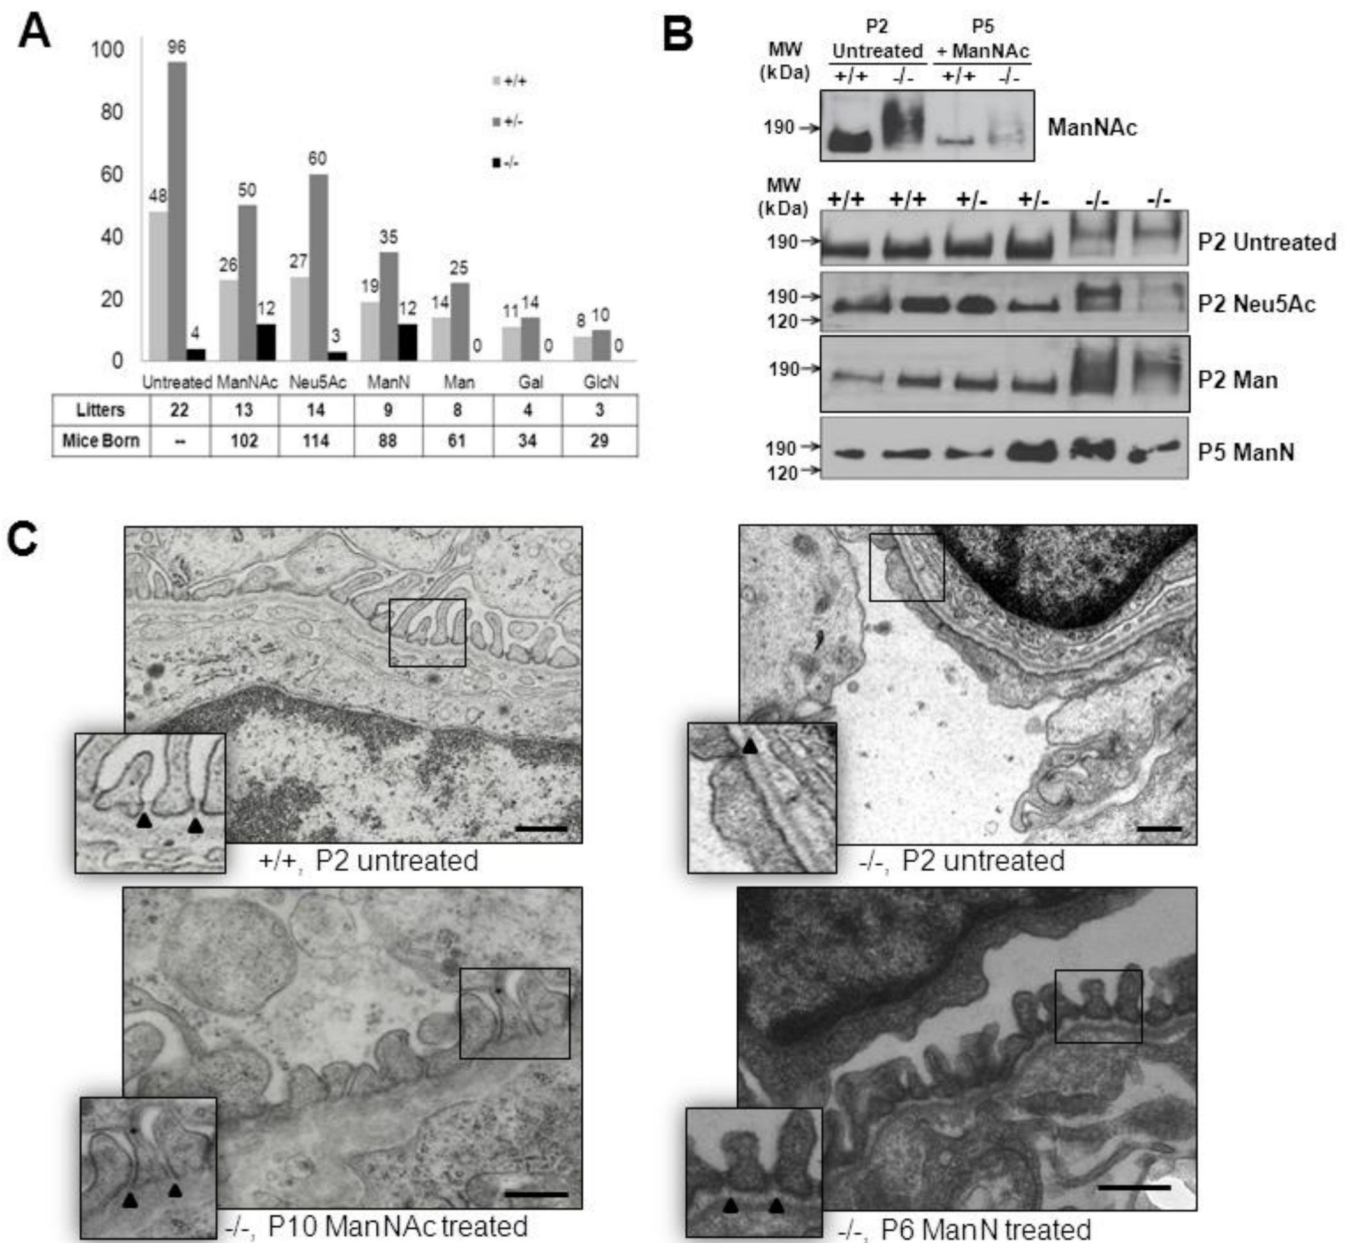 A
100
80
60
40
20
0
48 96 4
26 50 12
27 60 3
19 35 12
14 25 0
11 14 0
8 10 0
+/+
+/-
-/-
Untreated ManNAc Neu5Ac ManN Man Gal GlcN
Litters 22 13 14 9 8 4 3
Mice Born -- 102 114 88 61 34 29
B
P2 P5
MW Untreated + ManNAc
(kDa) +/+ -/- +/+ -/-
190 ManNAc
MW
(kDa) +/+ +/+ +/- +/- -/- -/-
190 P2 Untreated
190
120 P2 Neu5Ac
190 P2 Man
190
120 P5 ManN
C
+/+, P2 untreated
-/-, P2 untreated
-/-, P10 ManNAc treated
-/-, P6 ManN treated